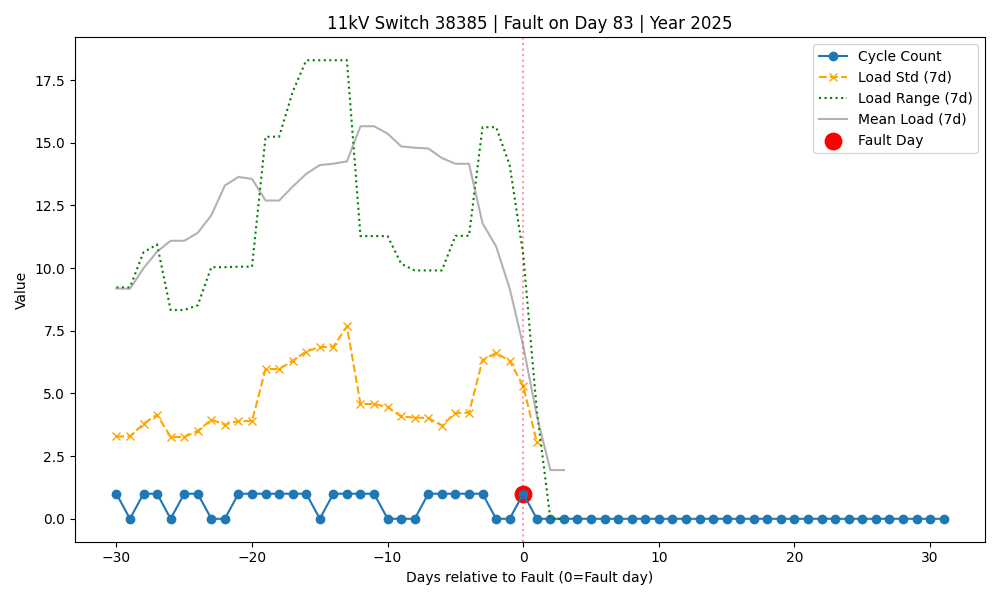 11kV Switch 38385 | Fault on Day 83 | Year 2025
Cycle Count
Load Std (7d)
Load Range (7d)
Mean Load (7d)
Fault Day
Value
17.5
15.0
12.5
10.0
7.5
5.0
2.5
0.0
−30
−20
−10
0
10
20
30
Days relative to Fault (0=Fault day)